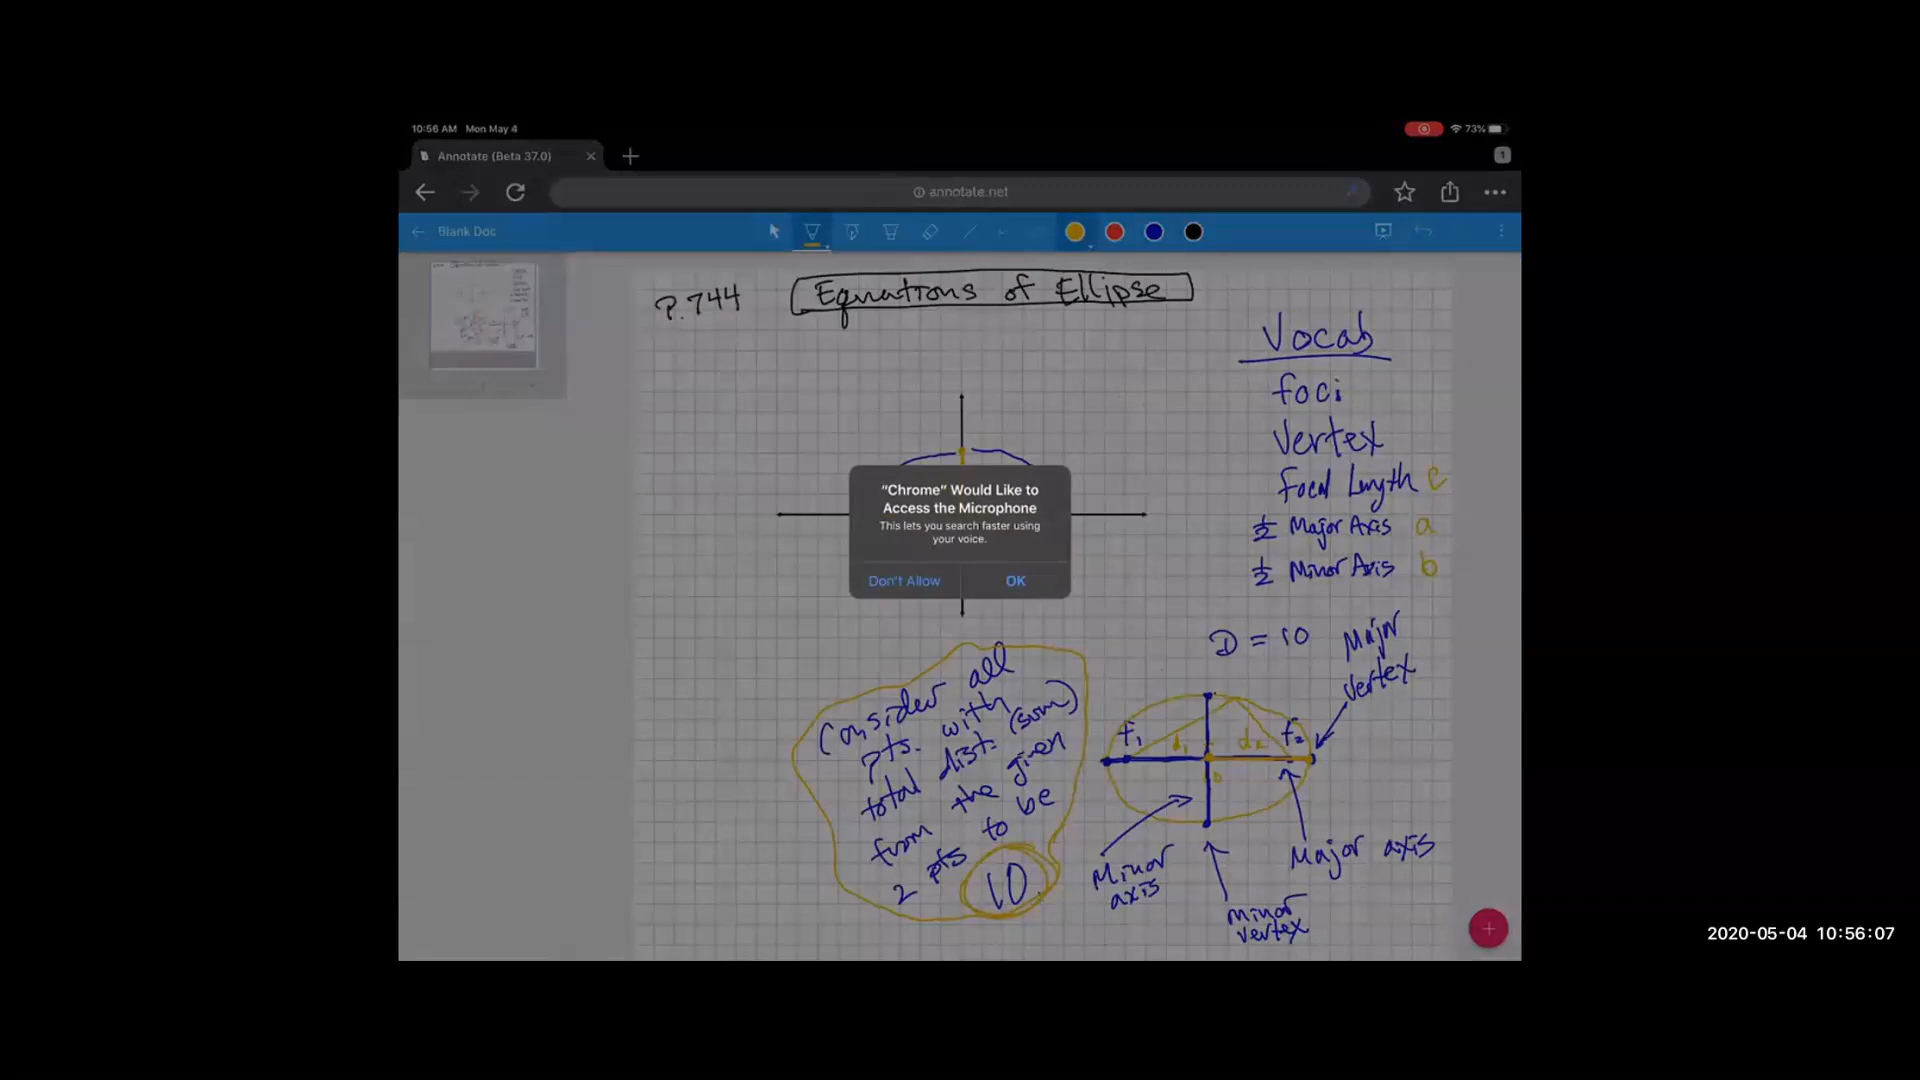 10:56 AM Mon May 4
73%
Annotate (Beta 37.0)
1
annotate.net
Blank Doc
P.744
Equations of Ellipse
Vocab
foci
Vertex
Focal Length c
1/2 Major Axis a
1/2 Minor Axis b
"Chrome" Would Like to
Access the Microphone
This lets you search faster using
your voice.
Don't Allow
OK
Consider all
pts. with
total dist. (sum)
from the given
2 pts to be
10
D = 10
Major
Vertex
f₁
d₁
d₂
f₂
b
Minor
axis
Major axis
Minor
Vertex
2020-05-04 10:56:07